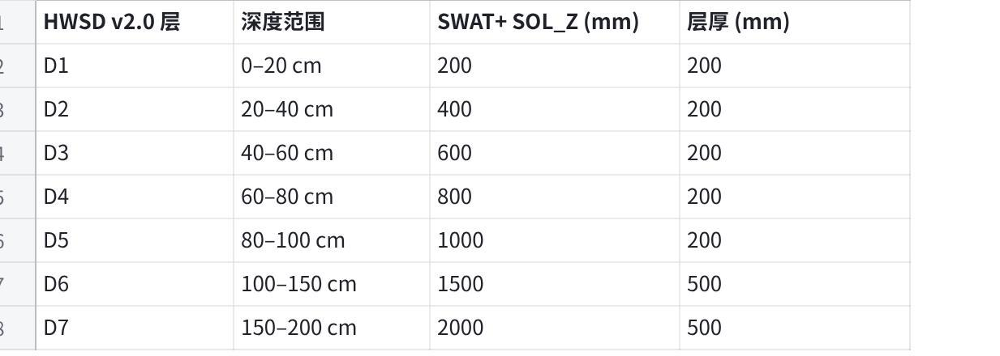 HWSD v2.0 层 深度范围 SWAT+ SOL_Z (mm) 层厚 (mm)
2 D1 0–20 cm 200 200
3 D2 20–40 cm 400 200
4 D3 40–60 cm 600 200
5 D4 60–80 cm 800 200
6 D5 80–100 cm 1000 200
7 D6 100–150 cm 1500 500
8 D7 150–200 cm 2000 500